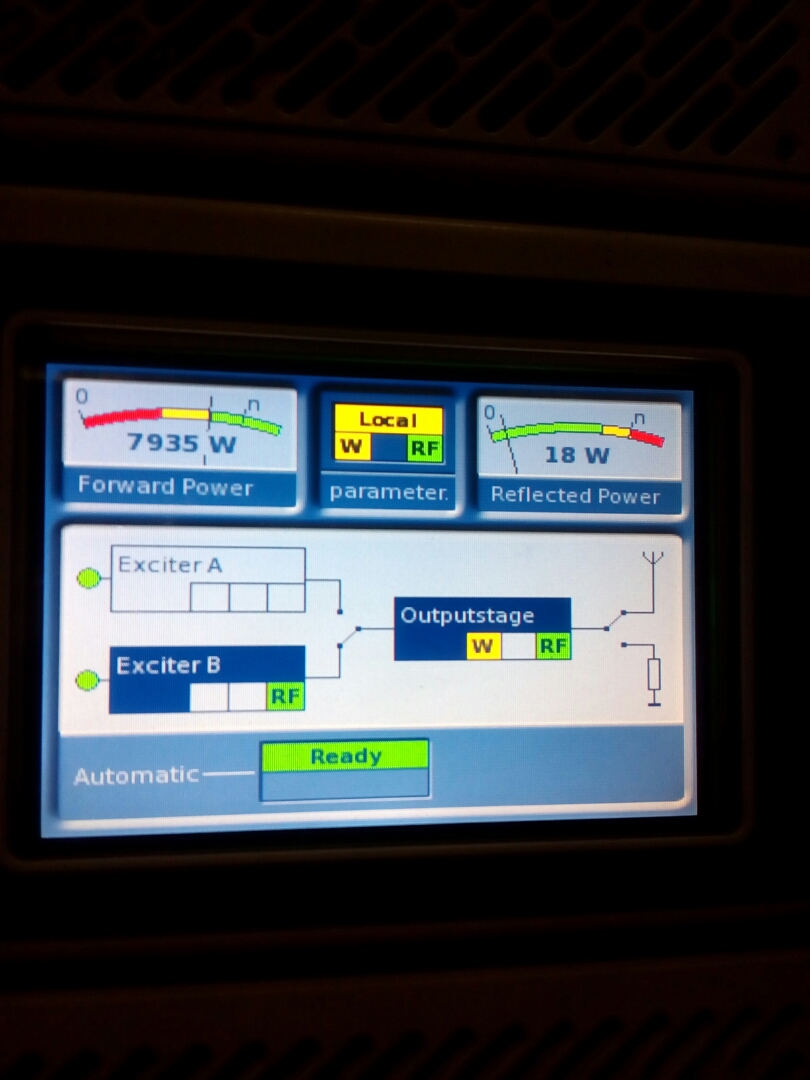 0 n
7935 W
Forward Power
Local
W RF
parameter.
0 n
18 W
Reflected Power
Exciter A
Exciter B
RF
Outputstage
W RF
Automatic
Ready